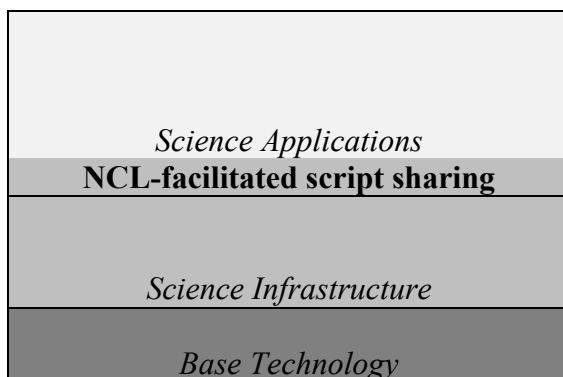 Science Applications
NCL-facilitated script sharing
Science Infrastructure
Base Technology